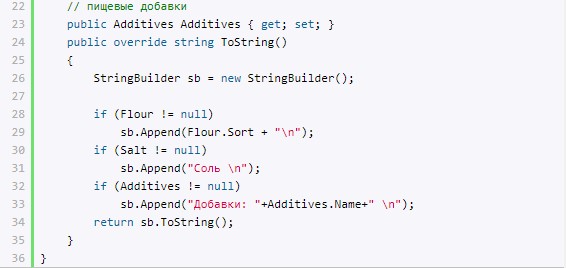 22 // пищевые добавки
23 public Additives Additives { get; set; }
24 public override string ToString()
25 {
26 StringBuilder sb = new StringBuilder();
27
28 if (Flour != null)
29 sb.Append(Flour.Sort + "\n");
30 if (Salt != null)
31 sb.Append("Соль \n");
32 if (Additives != null)
33 sb.Append("Добавки: "+Additives.Name+" \n");
34 return sb.ToString();
35 }
36 }